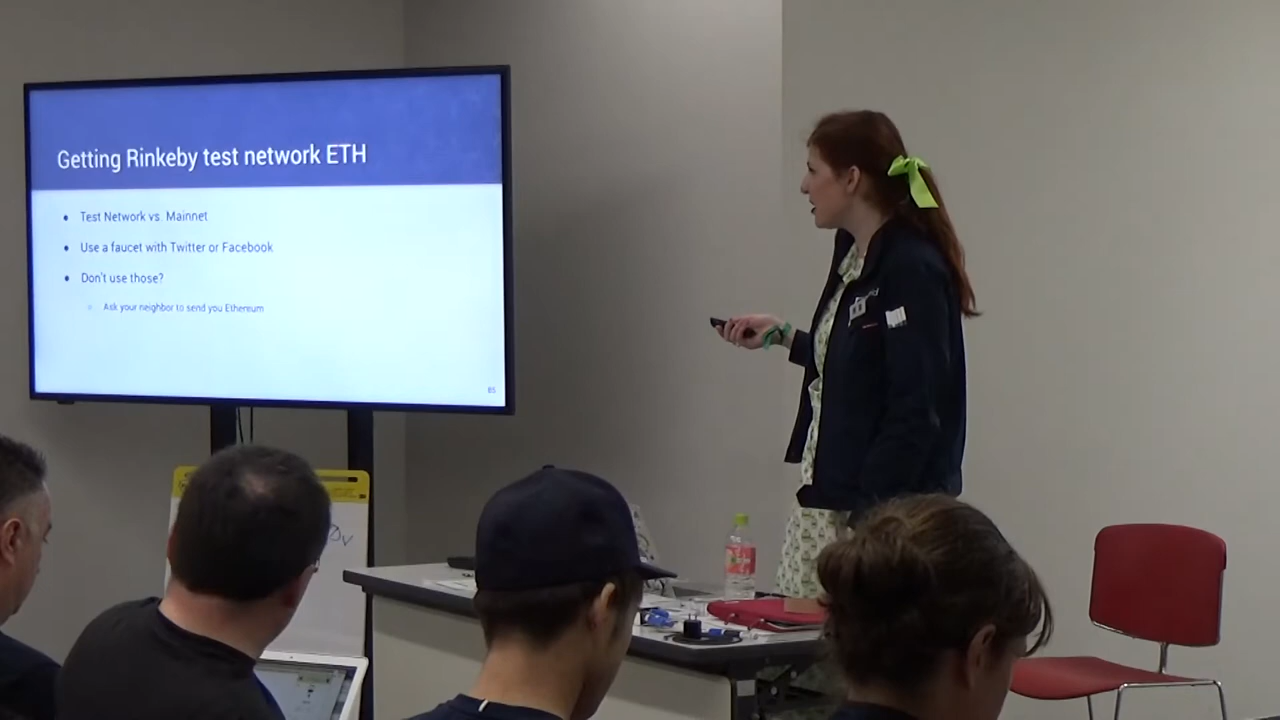 Getting Rinkeby test network ETH
Test Network vs. Mainnet
Use a faucet with Twitter or Facebook
Don't use those?
Ask your neighbor to send you Ethereum
85